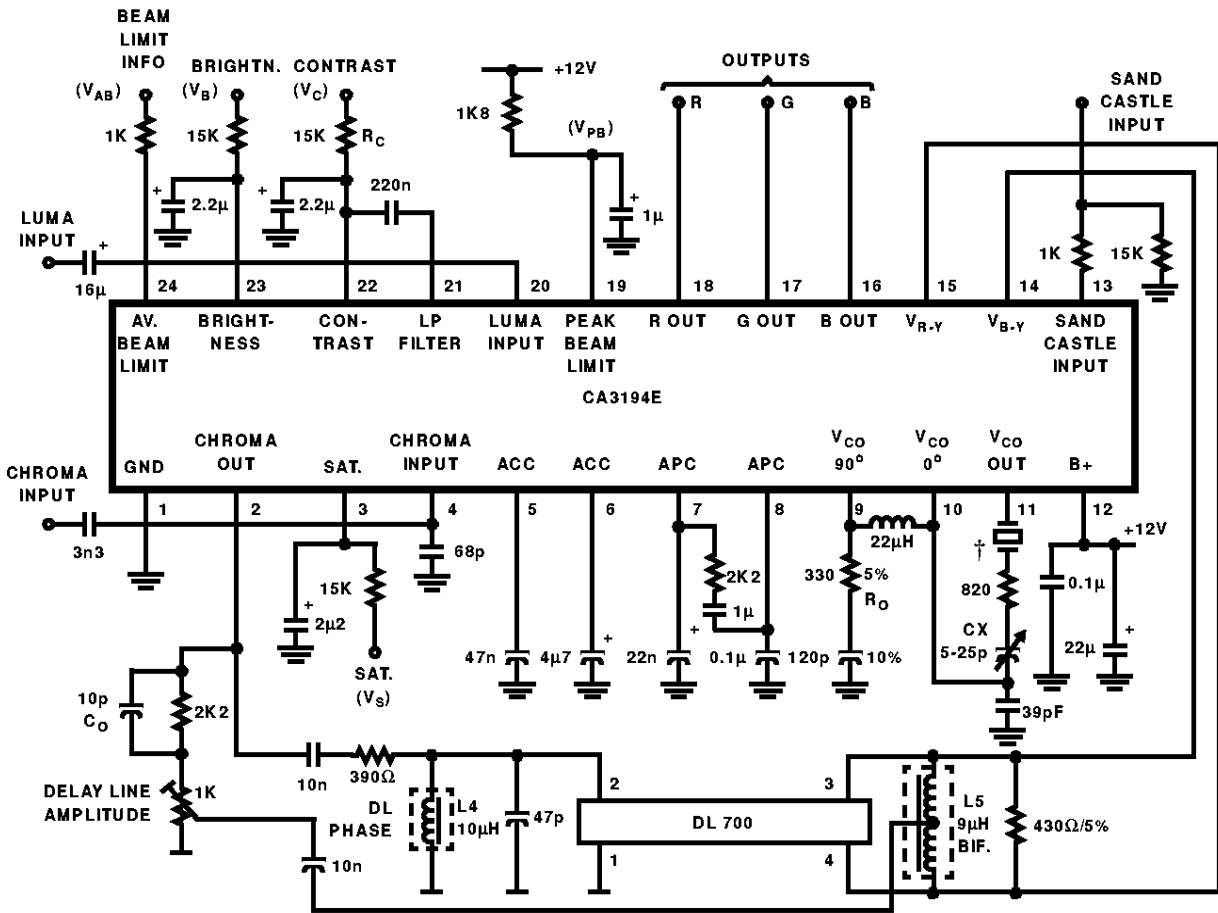 BEAM
LIMIT
INFO
(VAB)
BRIGHTN.
(VB)
CONTRAST
(VC)
+12V
OUTPUTS
R
G
B
SAND
CASTLE
INPUT
1K
15K
15K
RC
1K8
(VPB)
+
2.2µ
+
2.2µ
220n
+
1µ
1K
15K
LUMA
INPUT
+
16µ
24
23
22
21
20
19
18
17
16
15
14
13
AV.
BEAM
LIMIT
BRIGHT-
NESS
CON-
TRAST
LP
FILTER
LUMA
INPUT
PEAK
BEAM
LIMIT
R OUT
G OUT
B OUT
VR-Y
VB-Y
SAND
CASTLE
INPUT
CA3194E
GND
CHROMA
OUT
SAT.
CHROMA
INPUT
ACC
ACC
APC
APC
VCO
90°
VCO
0°
VCO
OUT
B+
CHROMA
INPUT
1
2
3
4
5
6
7
8
9
10
11
12
3n3
68p
22µH
†
+12V
15K
+
2µ2
SAT.
(VS)
2K2
1µ
330
5%
RO
820
0.1µ
CX
5-25p
+
22µ
47n
+
4µ7
+
22n
0.1µ
120p
10%
39pF
10p
CO
2K2
10n
390Ω
DELAY LINE
AMPLITUDE
1K
10n
DL
PHASE
L4
10µH
47p
2
3
DL 700
1
4
L5
9µH
BIF.
430Ω/5%